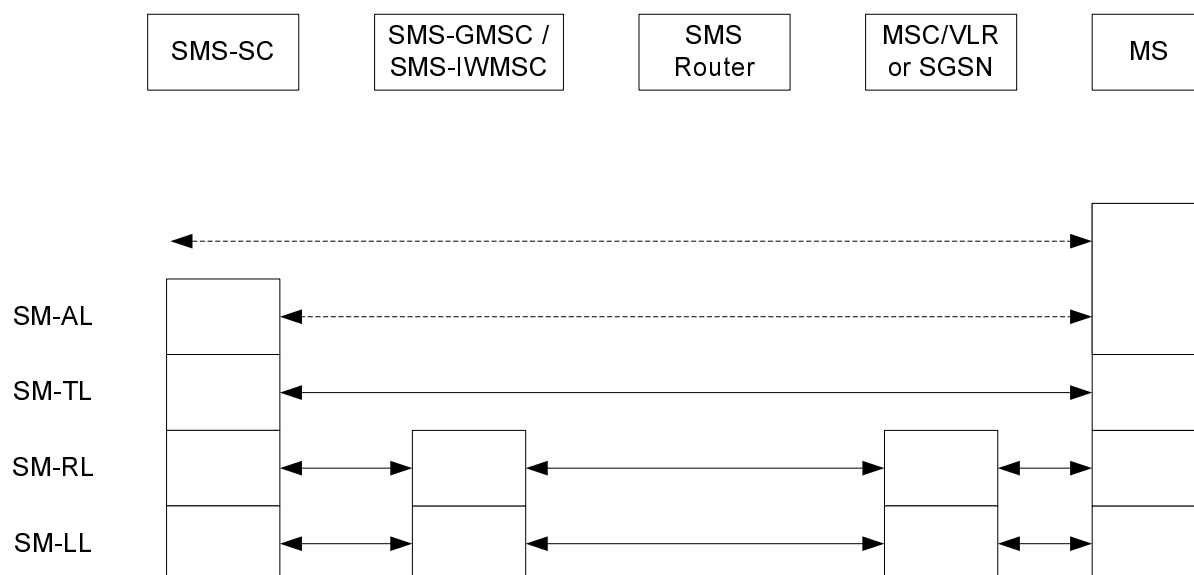 SMS-SC
SMS-GMSC /
SMS-IWMSC
SMS
Router
MSC/VLR
or SGSN
MS
SM-AL
SM-TL
SM-RL
SM-LL